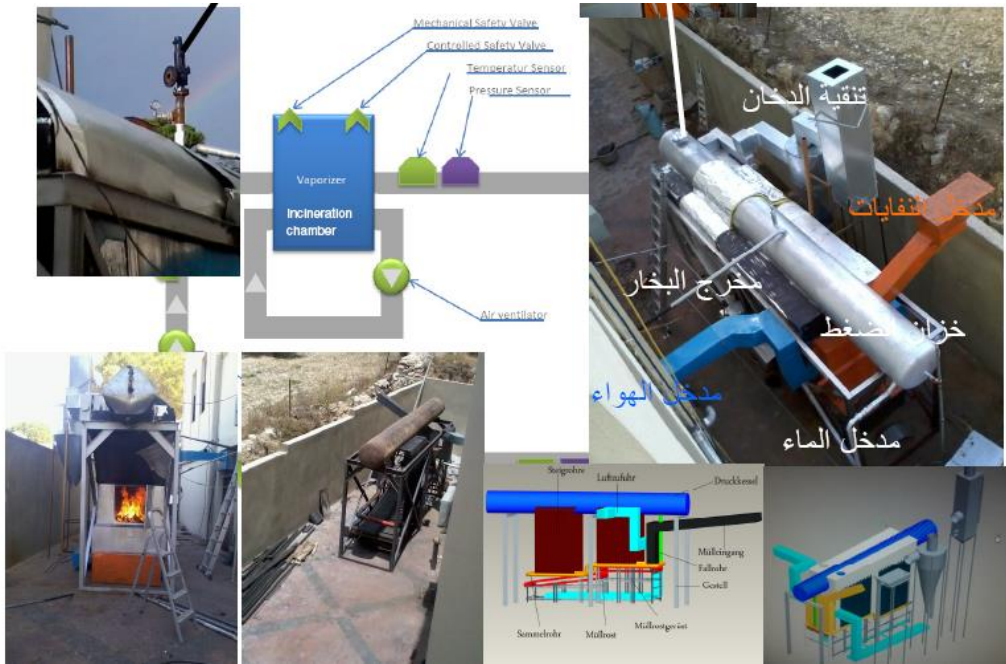 Mechanical Safety Valve
Controlled Safety Valve
Temperatur Sensor
Pressure Sensor
Vaporizer
Incineration
chamber
Air ventilator
تنقية الدخان
مدخل النفايات
مخرج البخار
خزان الضغط
مدخل الهواء
مدخل الماء
Steigrohre
Luftzufuhr
Druckkessel
Mülleingang
Fallrohr
Gestell
Sammelrohr
Müllrost
Müllrostgerüst